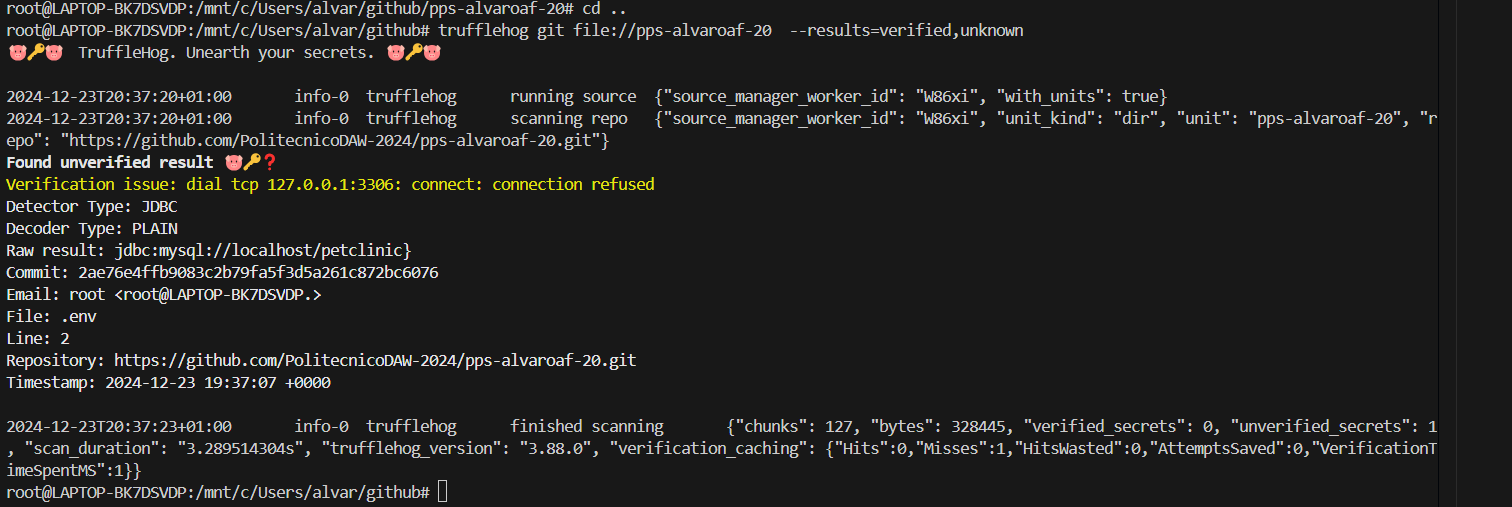 root@LAPTOP-BK7DSVDP:/mnt/c/Users/alvar/github/pps-alvaroaf-20# cd ..
root@LAPTOP-BK7DSVDP:/mnt/c/Users/alvar/github# trufflehog git file://pps-alvaroaf-20  --results=verified,unknown
🐷🔑🐷  TruffleHog. Unearth your secrets. 🐷🔑🐷
2024-12-23T20:37:20+01:00       info-0  trufflehog      running source  {"source_manager_worker_id": "W86xi", "with_units": true}
2024-12-23T20:37:20+01:00       info-0  trufflehog      scanning repo   {"source_manager_worker_id": "W86xi", "unit_kind": "dir", "unit": "pps-alvaroaf-20", "r
epo": "https://github.com/PolitecnicoDAW-2024/pps-alvaroaf-20.git"}
Found unverified result 🐷🔑❓
Verification issue: dial tcp 127.0.0.1:3306: connect: connection refused
Detector Type: JDBC
Decoder Type: PLAIN
Raw result: jdbc:mysql://localhost/petclinic}
Commit: 2ae76e4ffb9083c2b79fa5f3d5a261c872bc6076
Email: root <root@LAPTOP-BK7DSVDP.>
File: .env
Line: 2
Repository: https://github.com/PolitecnicoDAW-2024/pps-alvaroaf-20.git
Timestamp: 2024-12-23 19:37:07 +0000
2024-12-23T20:37:23+01:00       info-0  trufflehog      finished scanning       {"chunks": 127, "bytes": 328445, "verified_secrets": 0, "unverified_secrets": 1
, "scan_duration": "3.289514304s", "trufflehog_version": "3.88.0", "verification_caching": {"Hits":0,"Misses":1,"HitsWasted":0,"AttemptsSaved":0,"VerificationT
imeSpentMS":1}}
root@LAPTOP-BK7DSVDP:/mnt/c/Users/alvar/github#